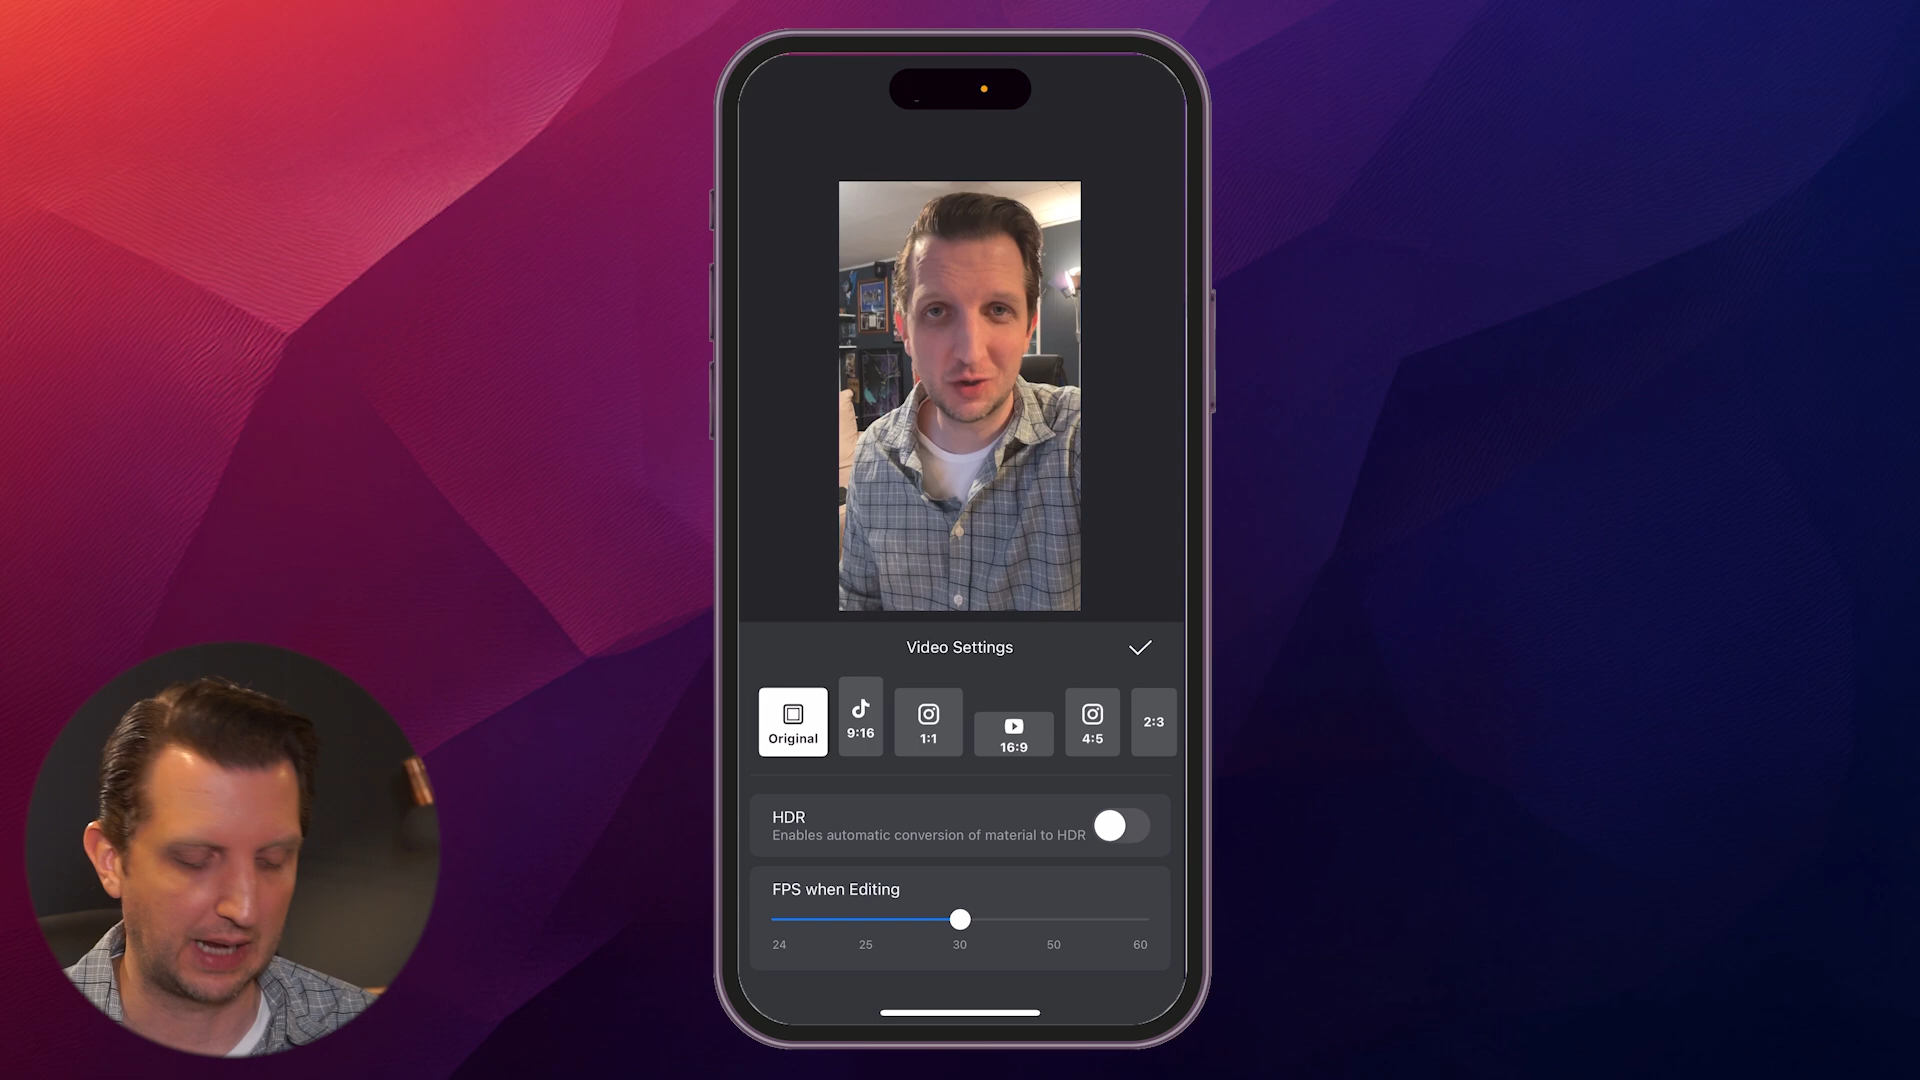 Video Settings
Original
9:16
1:1
16:9
4:5
2:3
HDR
Enables automatic conversion of material to HDR
FPS when Editing
24 25 30 50 60